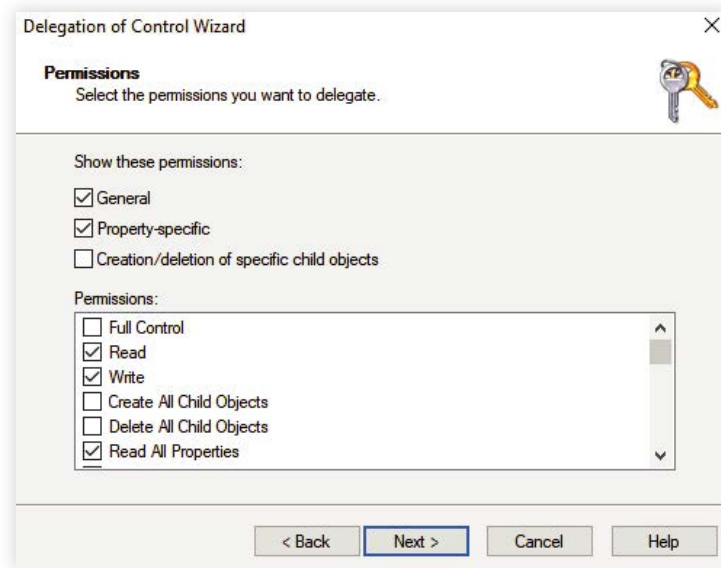 Delegation of Control Wizard
Permissions
Select the permissions you want to delegate.
Show these permissions:
General
Property-specific
Creation/deletion of specific child objects
Permissions:
Full Control
Read
Write
Create All Child Objects
Delete All Child Objects
Read All Properties
< Back Next > Cancel Help